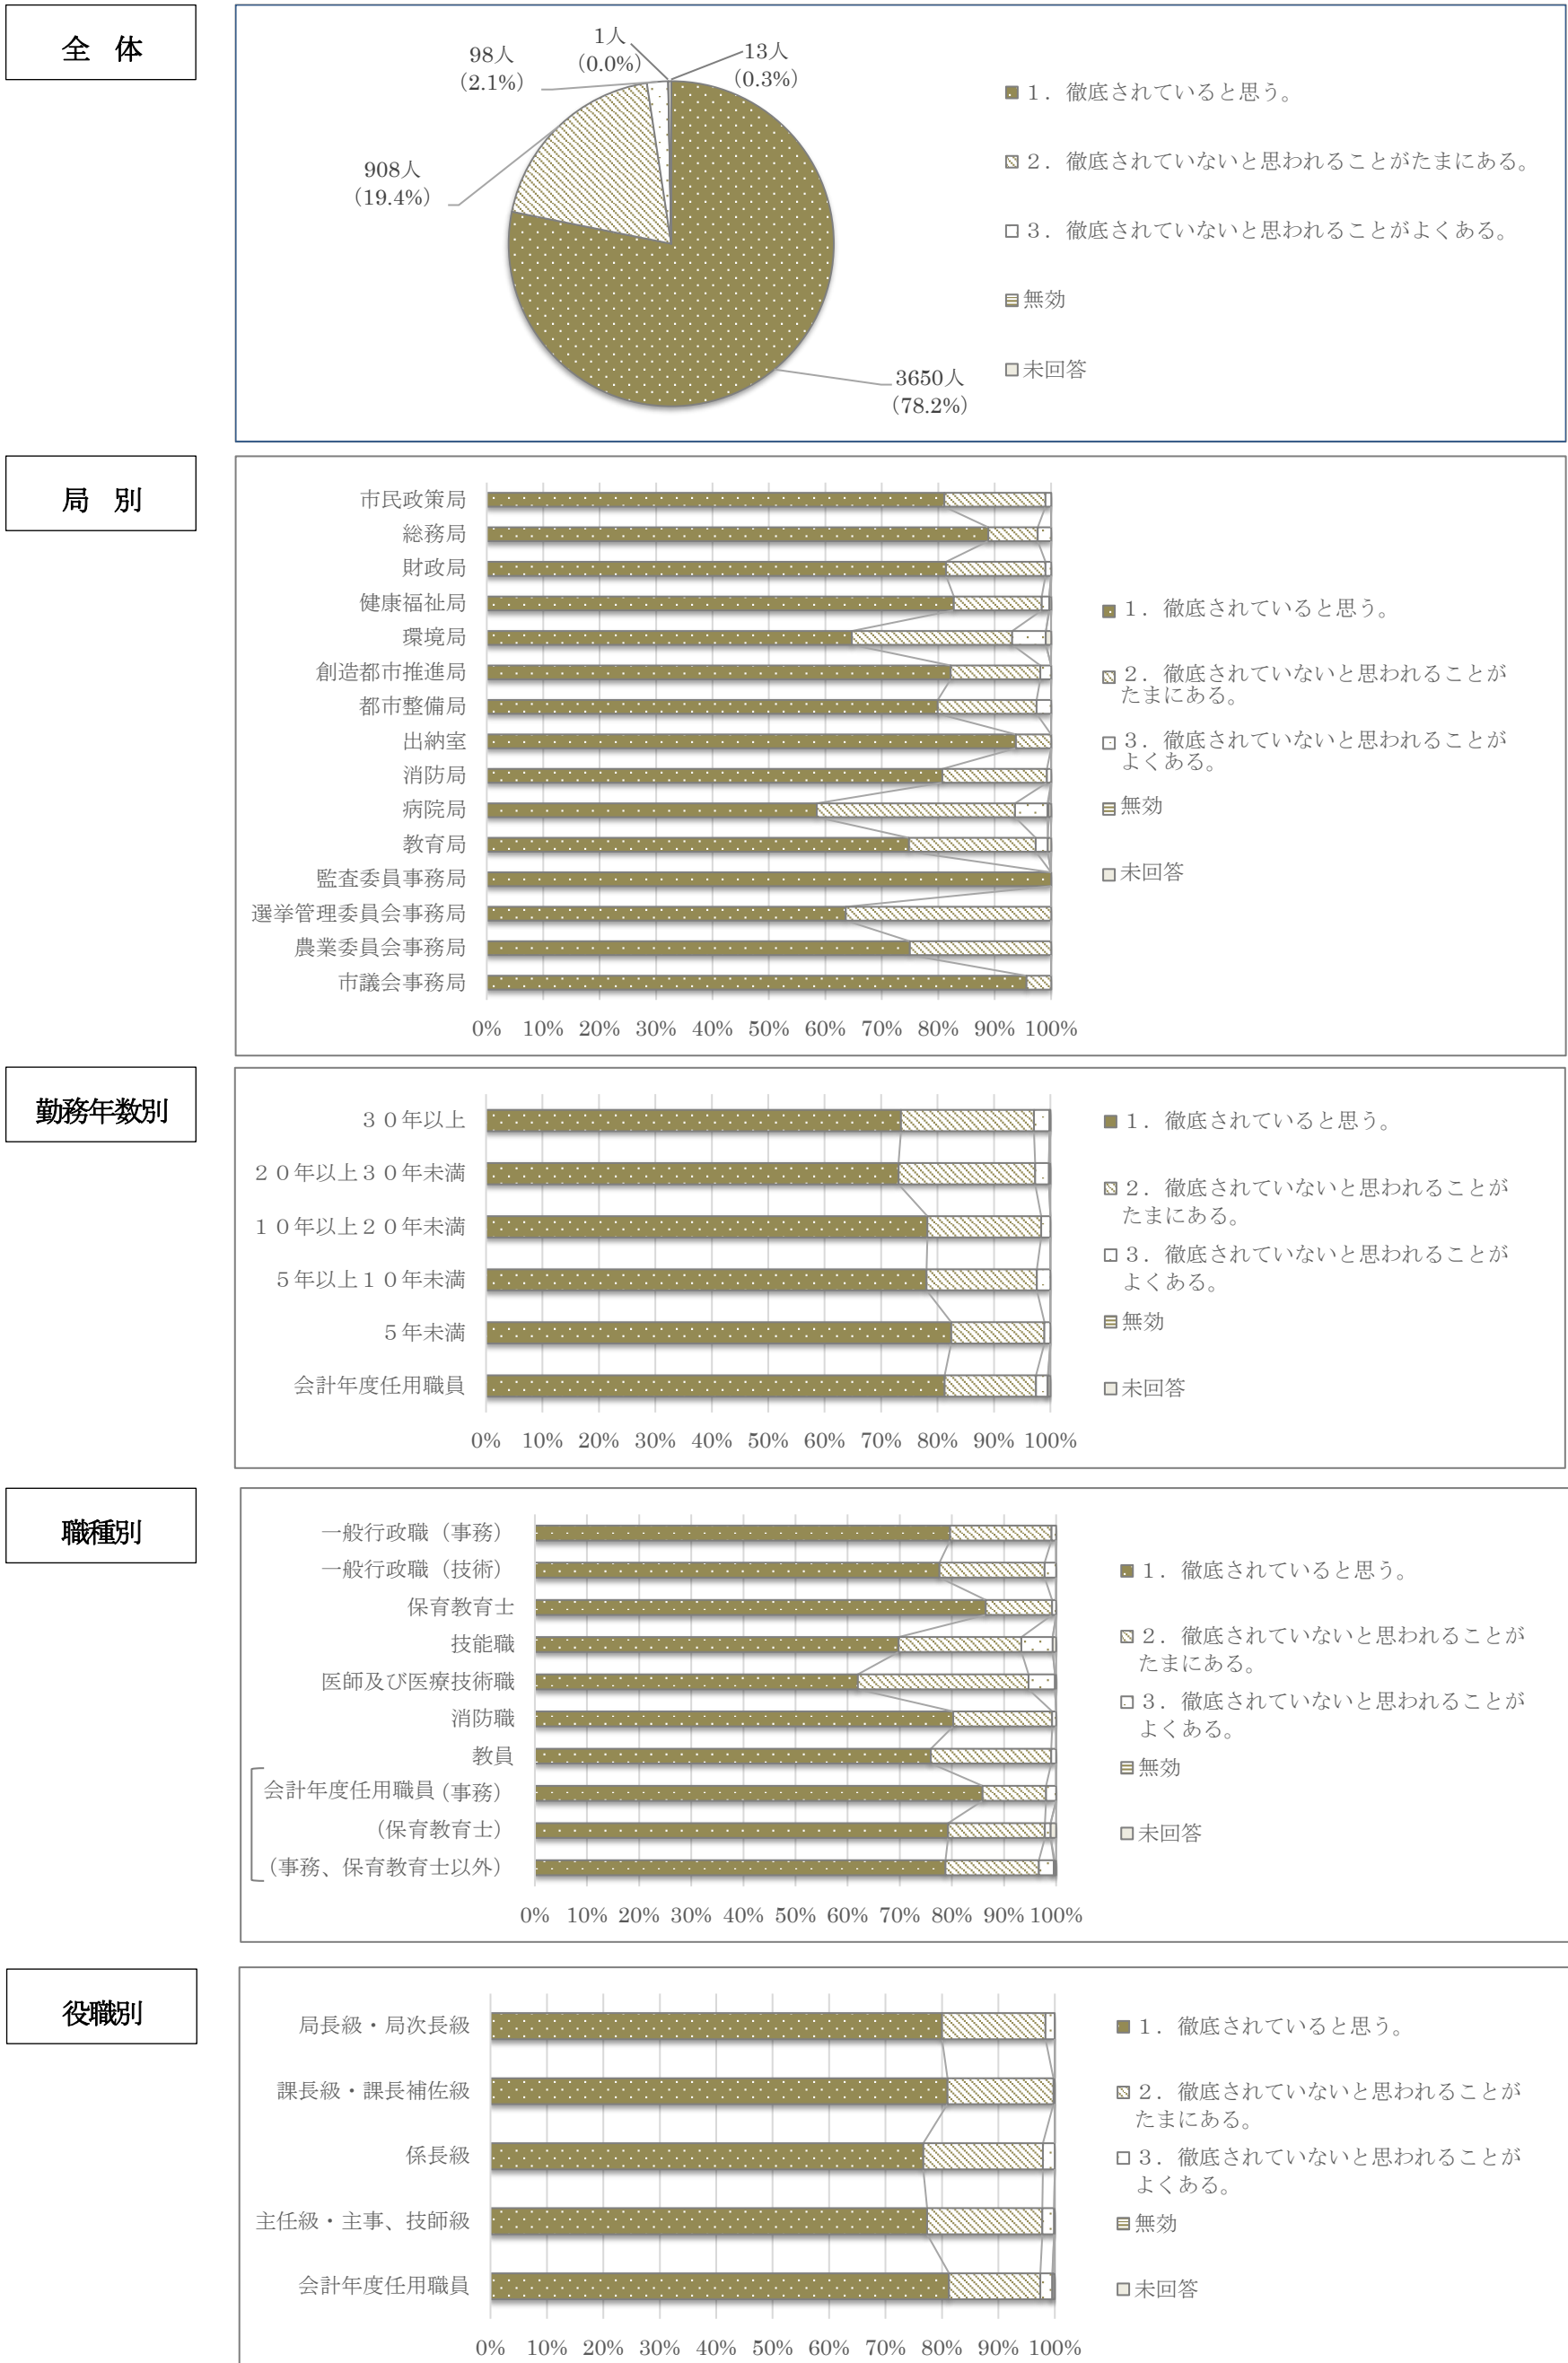 全 体
1人
98人
(0.0%)
13人
(2.1%)
(0.3%)
908人
(19.4%)
3650人
(78.2%)
1．徹底されていると思う。
2．徹底されていないと思われることがたまにある。
3．徹底されていないと思われることがよくある。
無効
未回答
局 別
市民政策局
総務局
財政局
健康福祉局
環境局
創造都市推進局
都市整備局
出納室
消防局
病院局
教育局
監査委員事務局
選挙管理委員会事務局
農業委員会事務局
市議会事務局
0% 10% 20% 30% 40% 50% 60% 70% 80% 90% 100%
1．徹底されていると思う。
2．徹底されていないと思われることが
たまにある。
3．徹底されていないと思われることが
よくある。
無効
未回答
勤務年数別
３０年以上
２０年以上３０年未満
１０年以上２０年未満
５年以上１０年未満
５年未満
会計年度任用職員
0% 10% 20% 30% 40% 50% 60% 70% 80% 90% 100%
1．徹底されていると思う。
2．徹底されていないと思われることが
たまにある。
3．徹底されていないと思われることが
よくある。
無効
未回答
職種別
一般行政職（事務）
一般行政職（技術）
保育教育士
技能職
医師及び医療技術職
消防職
教員
会計年度任用職員（事務）
（保育教育士）
（事務、保育教育士以外）
0% 10% 20% 30% 40% 50% 60% 70% 80% 90% 100%
1．徹底されていると思う。
2．徹底されていないと思われることが
たまにある。
3．徹底されていないと思われることが
よくある。
無効
未回答
役職別
局長級・局次長級
課長級・課長補佐級
係長級
主任級・主事、技師級
会計年度任用職員
0% 10% 20% 30% 40% 50% 60% 70% 80% 90% 100%
1．徹底されていると思う。
2．徹底されていないと思われることが
たまにある。
3．徹底されていないと思われることが
よくある。
無効
未回答